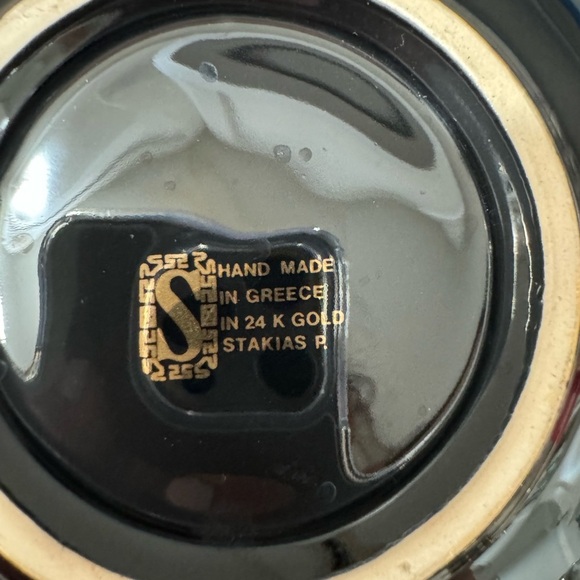 S
HAND MADE
IN GREECE
IN 24 K GOLD
STAKIAS P.